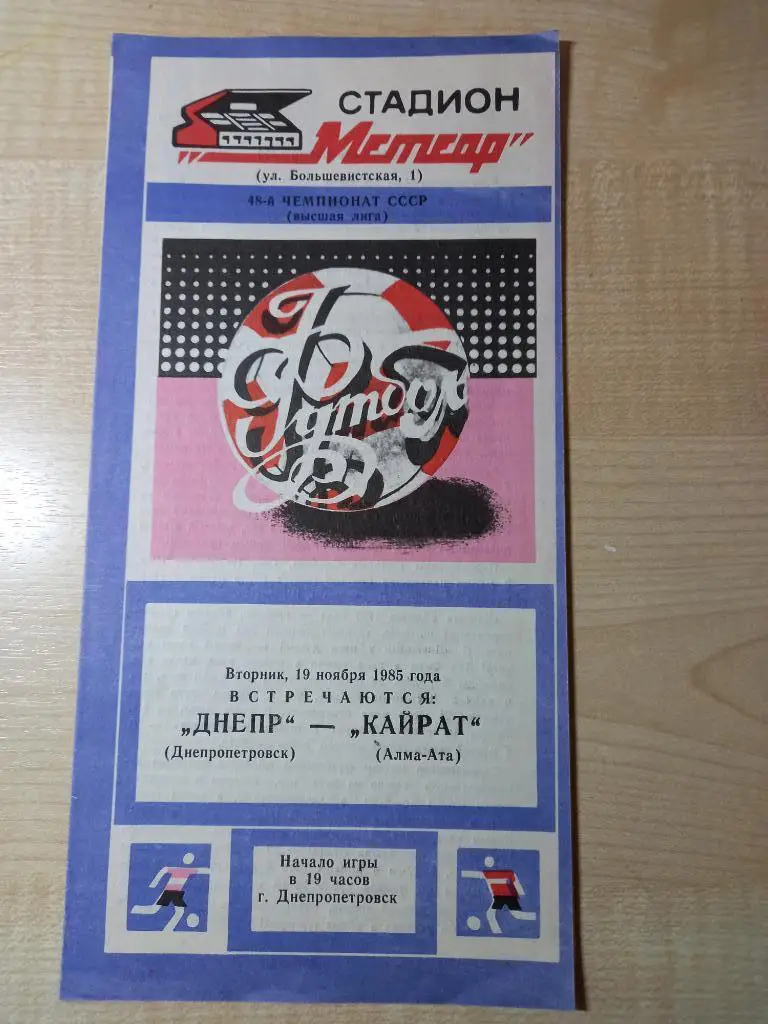 СТАДИОН
„Метеор"
(ул. Большевистская, 1)
48-й ЧЕМПИОНАТ СССР
(высшая лига)
Футбол
Вторник, 19 ноября 1985 года
ВСТРЕЧАЮТСЯ:
„ДНЕПР“ — „КАЙРАТ“
(Днепропетровск) (Алма-Ата)
Начало игры
в 19 часов
г. Днепропетровск